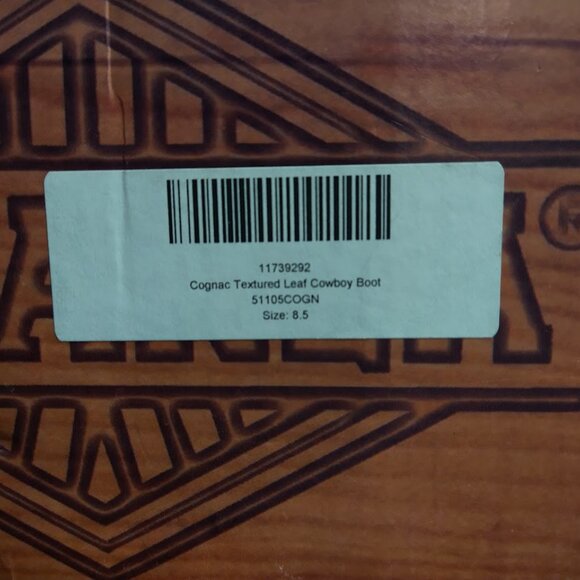 11739292
Cognac Textured Leaf Cowboy Boot
51105COGN
Size: 8.5
®